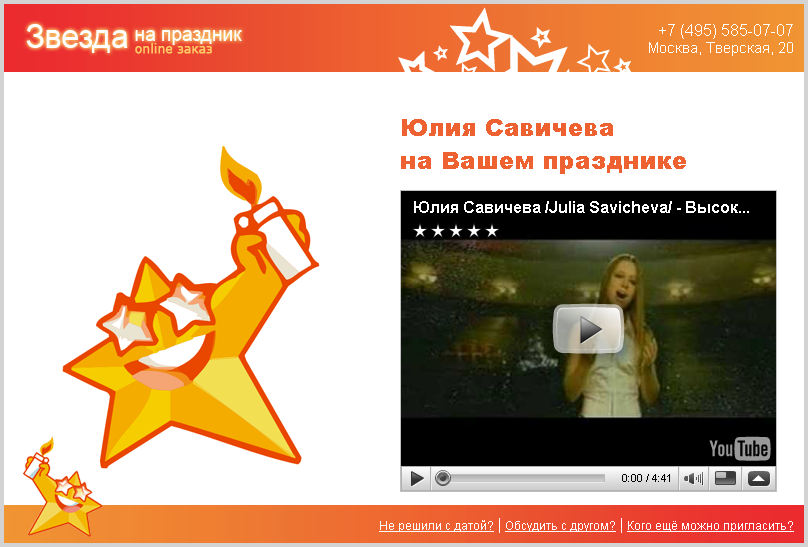 Звезда на праздник
online заказ
+7 (495) 585-07-07
Москва, Тверская, 20
Юлия Савичева
на Вашем празднике
Юлия Савичева /Julia Savicheva/ - Высок...
YouTube
0:00 / 4:41
Не решили с датой? | Обсудить с другом? | Кого ещё можно пригласить?